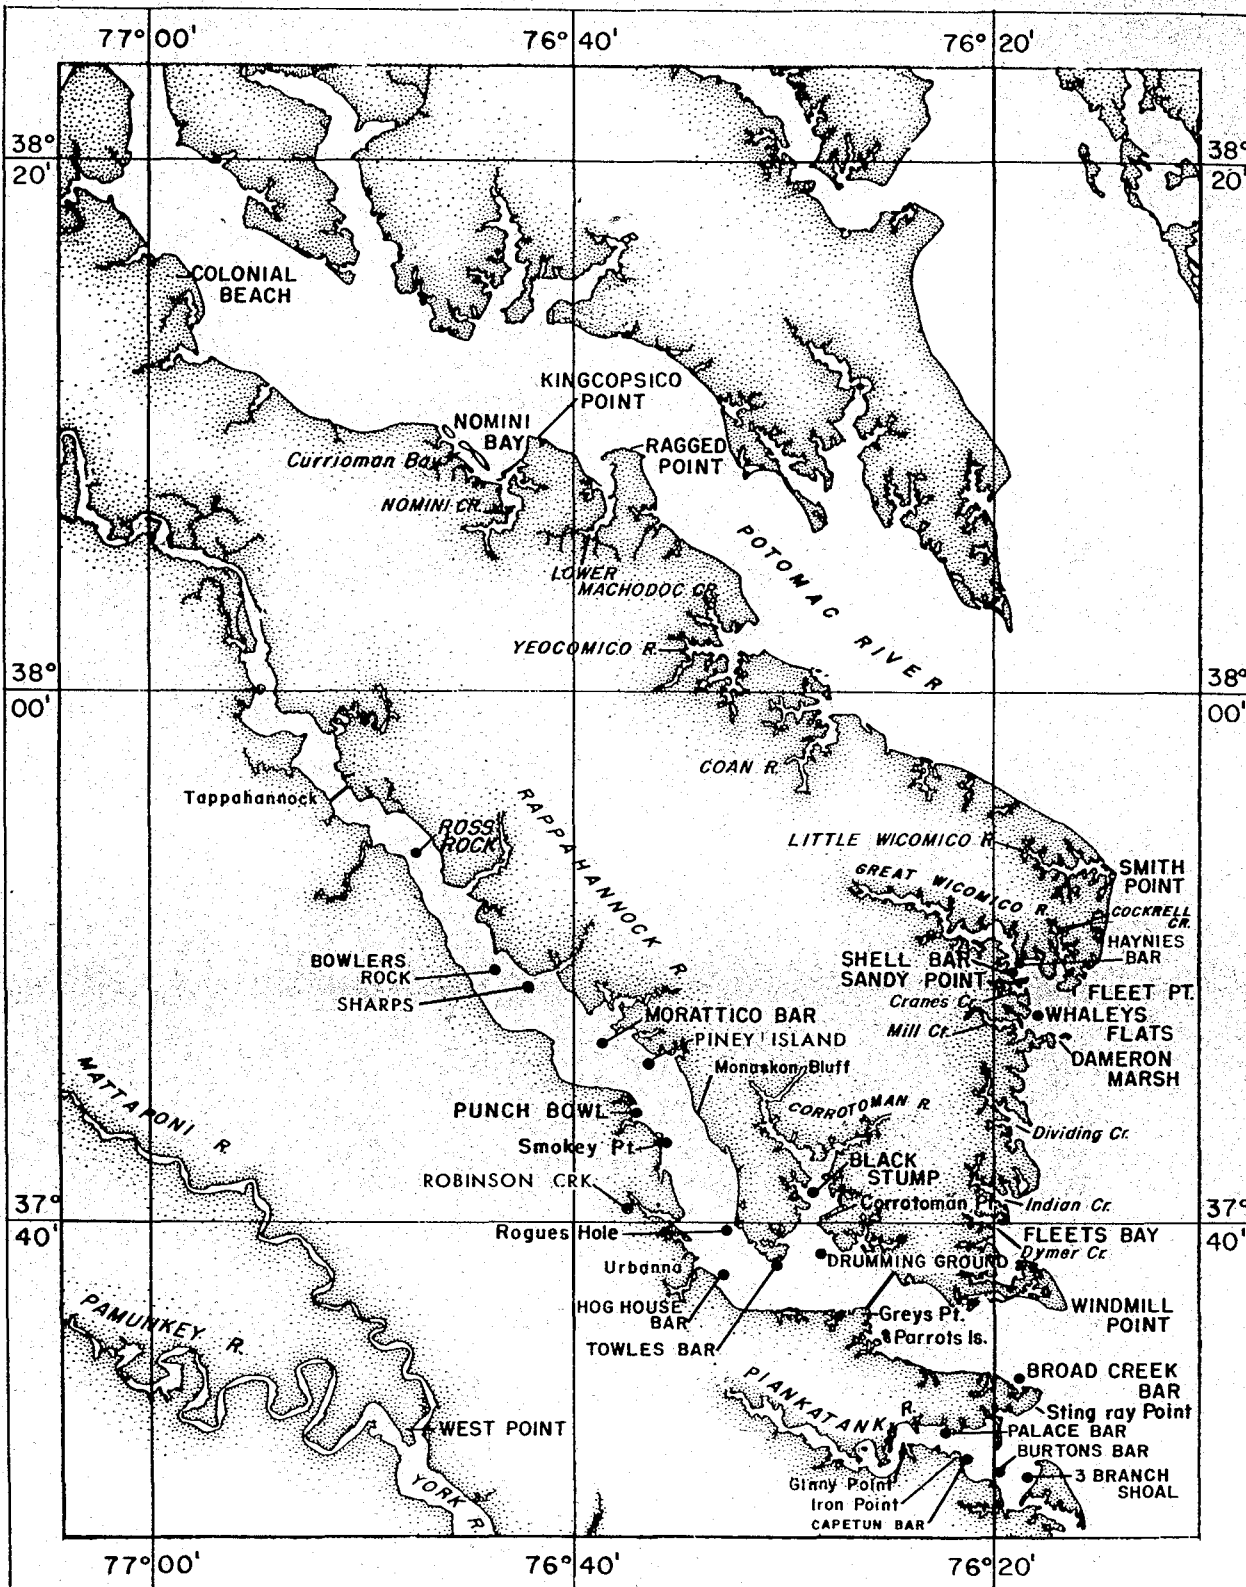 77°00' 76°40' 76°20'
38° 20'
38° 20'
COLONIAL
BEACH
KINGCOPSICO
POINT
NOMINI
BAY
RAGGED
POINT
Currioman Bay
NOMINI CR.
LOWER
MACHODOC CR.
POTOMAC RIVER
YEOCOMICO R.
38° 00'
38° 00'
COAN R.
Tappahannock
ROSS
ROCK
RAPPAHANNOCK R.
LITTLE WICOMICO R.
SMITH
POINT
GREAT WICOMICO R.
COCKRELL
CR.
HAYNIES
BAR
BOWLERS
ROCK
SHARPS
SHELL BAR
SANDY POINT
Cranes Cr.
FLEET PT.
Mill Cr.
WHALEYS
FLATS
DAMERON
MARSH
MORATTICO BAR
PINEY ISLAND
Monaskon Bluff
MATTAPONI R.
PUNCH BOWL
CORROTOMAN R.
Smokey Pt.
Dividing Cr.
BLACK
STUMP
ROBINSON CRK.
Corrotoman P
Indian Cr.
37° 40'
37° 40'
Rogues Hole
FLEETS BAY
Dymer Cr.
Urbanna
DRUMMING GROUND
HOG HOUSE
BAR
Greys Pt.
WINDMILL
POINT
TOWLES BAR
&Parrots Is.
PAMUNKEY R.
PIANKATANK R.
BROAD CREEK
BAR
Sting ray Point
WEST POINT
PALACE BAR
BURTONS BAR
YORK R.
Ginny Point
3 BRANCH
SHOAL
Iron Point
CAPETUN BAR
77°00' 76°40' 76°20'